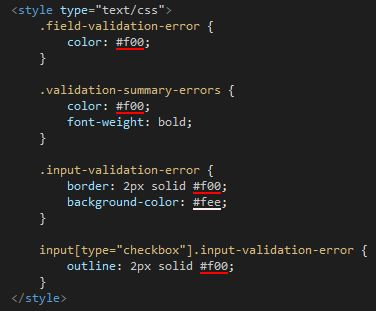 <style type="text/css">
    .field-validation-error {
        color: #f00;
    }

    .validation-summary-errors {
        color: #f00;
        font-weight: bold;
    }

    .input-validation-error {
        border: 2px solid #f00;
        background-color: #fee;
    }

    input[type="checkbox"].input-validation-error {
        outline: 2px solid #f00;
    }
</style>